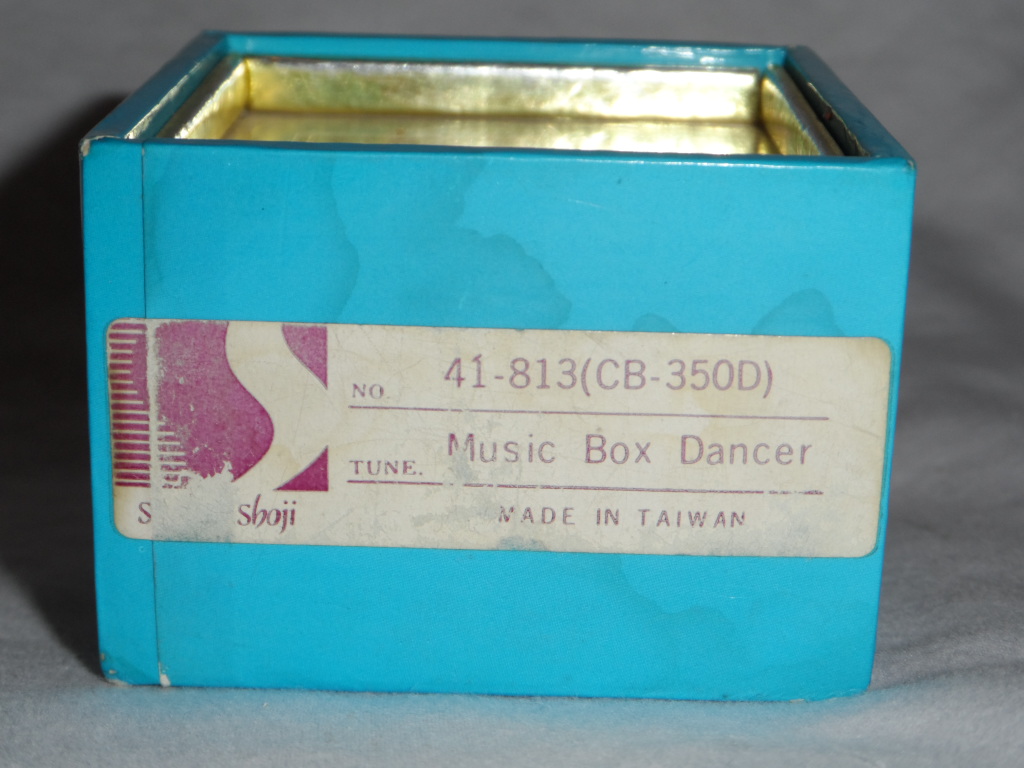 NO. 41-813(CB-350D)
TUNE. Music Box Dancer
S Shoji
MADE IN TAIWAN